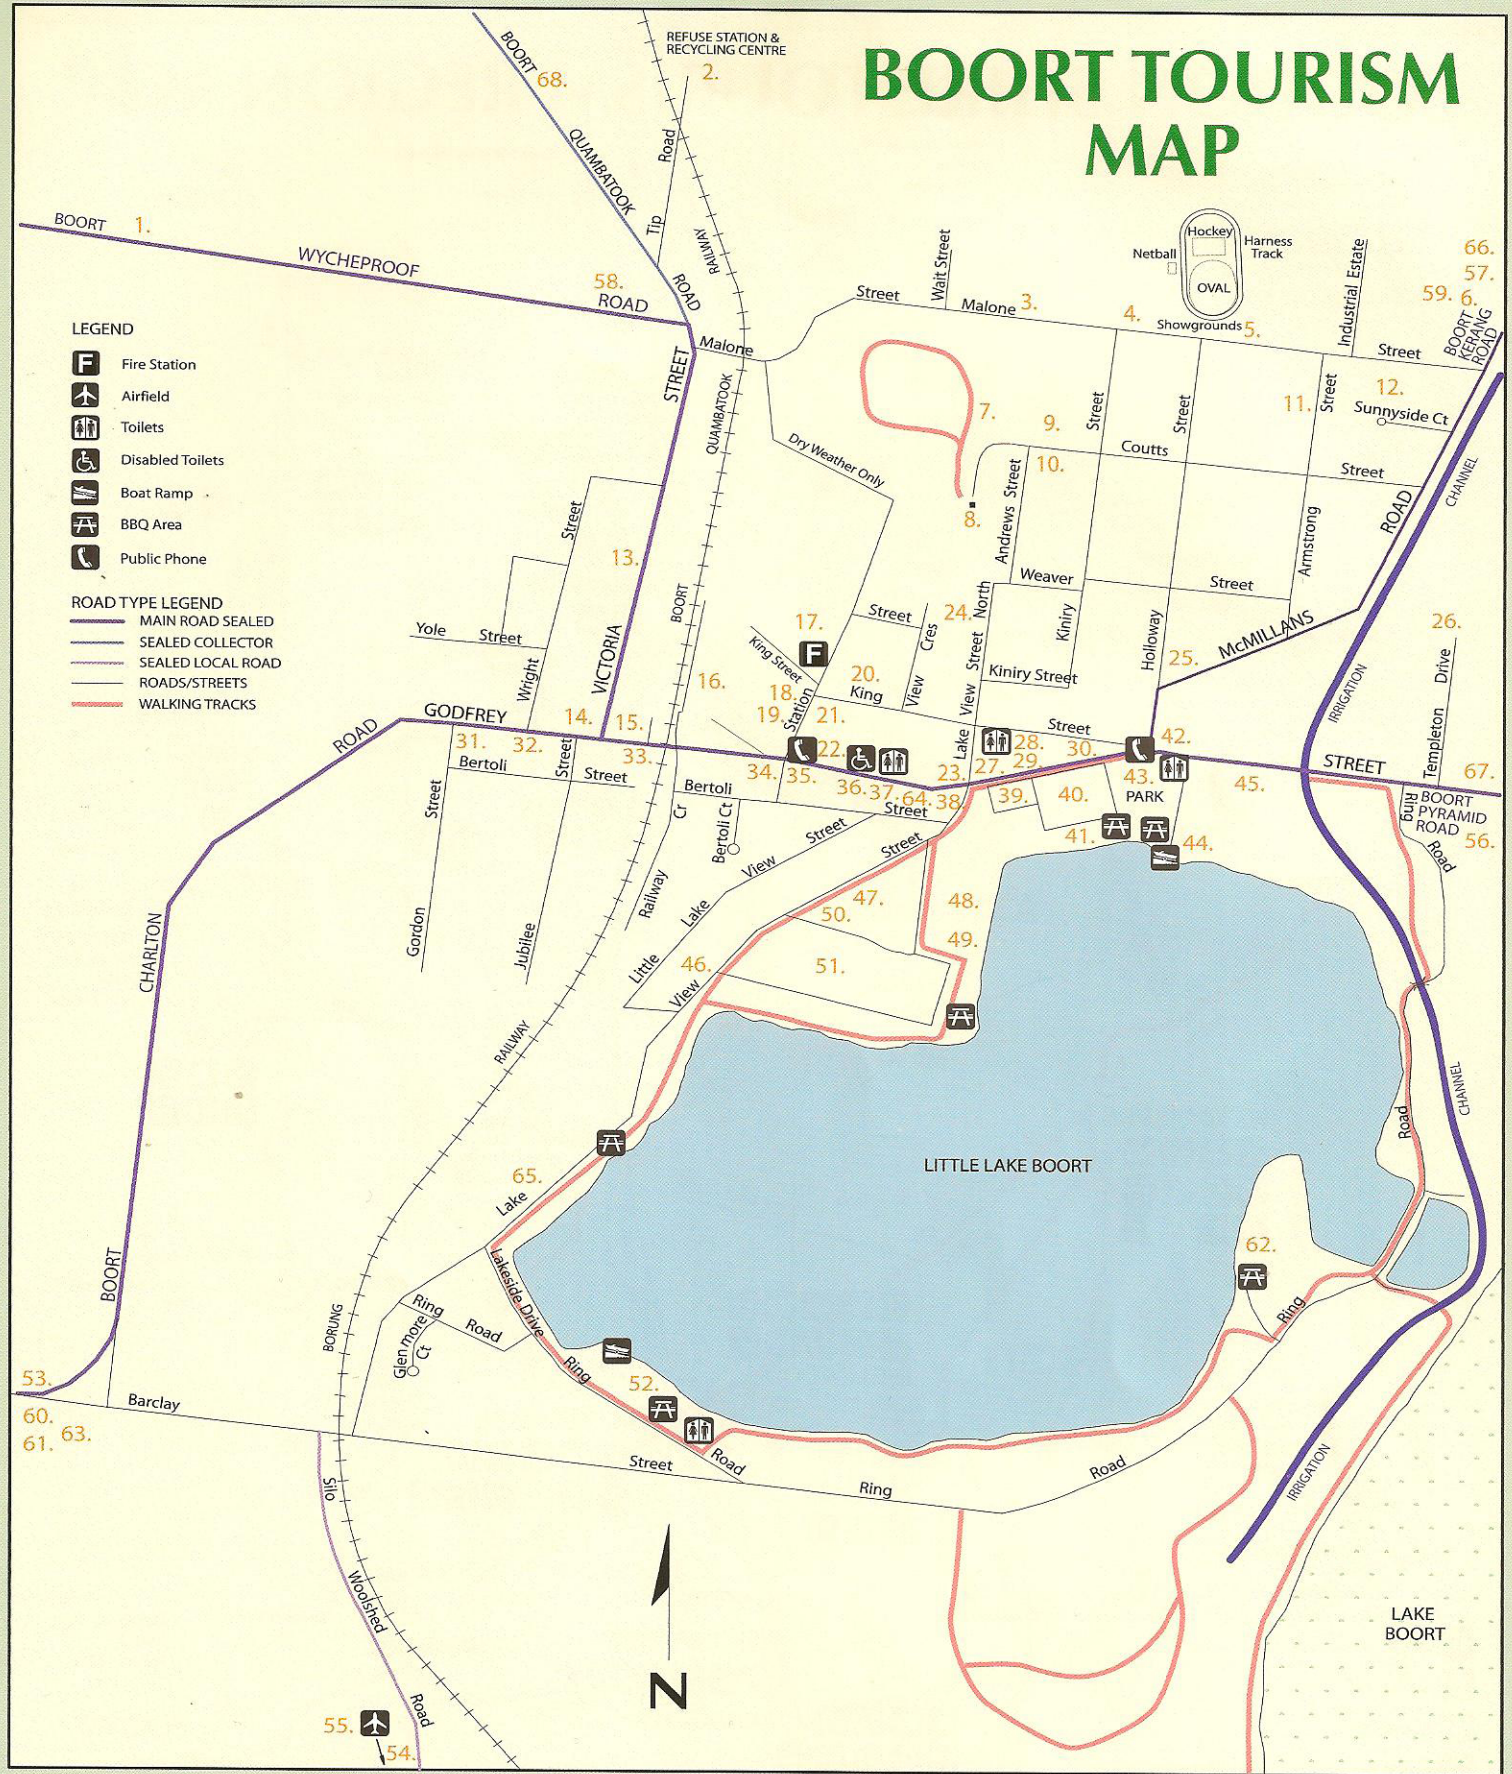 BOORT TOURISM
MAP
REFUSE STATION &
RECYCLING CENTRE
2.
BOORT
68.
QUAMBATOOK
ROAD
Tip
Road
RAILWAY
BOORT
1.
WYCHEPROOF
58.
ROAD
Hockey
Netball
Harness
Track
OVAL
Showgrounds
5.
Wait Street
Industrial Estate
66.
57.
59.
6.
BOORT
KERANG
ROAD
Street
Malone
3.
4.
Street
Malone
LEGEND
F
Fire Station
Airfield
Toilets
Disabled Toilets
Boat Ramp
BBQ Area
Public Phone
ROAD TYPE LEGEND
MAIN ROAD SEALED
SEALED COLLECTOR
SEALED LOCAL ROAD
ROADS/STREETS
WALKING TRACKS
STREET
QUAMBATOOK
7.
9.
10.
8.
Street
Street
11.
Street
12.
Sunnyside Ct
Coutts
Street
Dry Weather Only
Andrews Street
Armstrong
ROAD
CHANNEL
Street
13.
BOORT
Weaver
Street
Yole
Street
Wright
VICTORIA
17.
F
Street
Cres
24.
North
Street
View
Kiniry
Holloway
McMILLANS
25.
26.
Drive
Templeton
IRRIGATION
King Street
16.
18.
19.
Station
20.
King
View
21.
Kiniry Street
Street
GODFREY
ROAD
14.
15.
31.
32.
33.
Street
Bertoli
Street
34.
35.
22.
36.
37.
64.
38.
23.
Lake
27.
28.
29.
30.
39.
40.
41.
42.
43.
PARK
44.
45.
STREET
67.
BOORT
PYRAMID
ROAD
56.
Ring
Road
Bertoli
Street
Street
Gordon
Jubilee
Cr
Railway
Bertoli Ct
Little
Lake
View
Street
Street
47.
50.
48.
49.
46.
51.
View
CHARLTON
RAILWAY
BOORT
LITTLE LAKE BOORT
CHANNEL
Road
65.
Lake
Lakeside Drive
62.
Ring
BORUNG
Ring
Road
Glen more
Ct
Ring
52.
53.
60.
61.
63.
Barclay
Street
Road
Ring
Road
IRRIGATION
Silo
Woolshed
Road
55.
54.
N
LAKE
BOORT